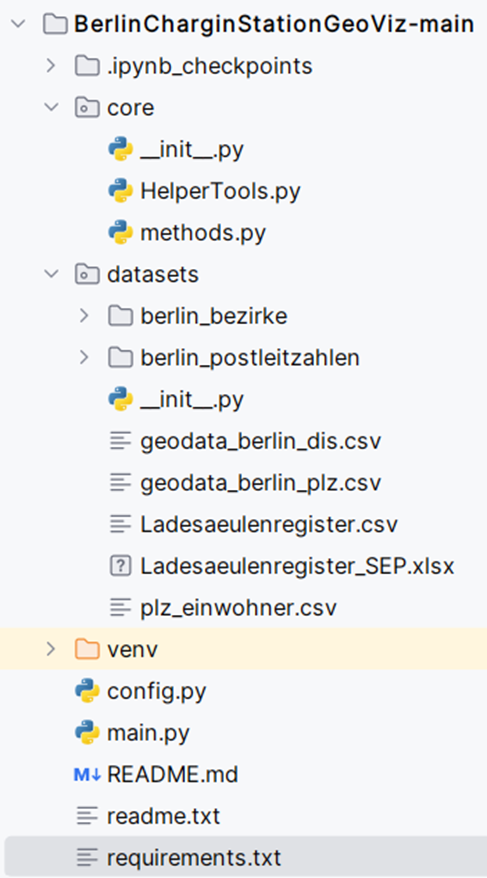 BerlinCharginStationGeoViz-main
.ipynb_checkpoints
core
__init__.py
HelperTools.py
methods.py
datasets
berlin_bezirke
berlin_postleitzahlen
__init__.py
geodata_berlin_dis.csv
geodata_berlin_plz.csv
Ladesaeulenregister.csv
? Ladesaeulenregister_SEP.xlsx
plz_einwohner.csv
venv
config.py
main.py
M↓ README.md
readme.txt
requirements.txt